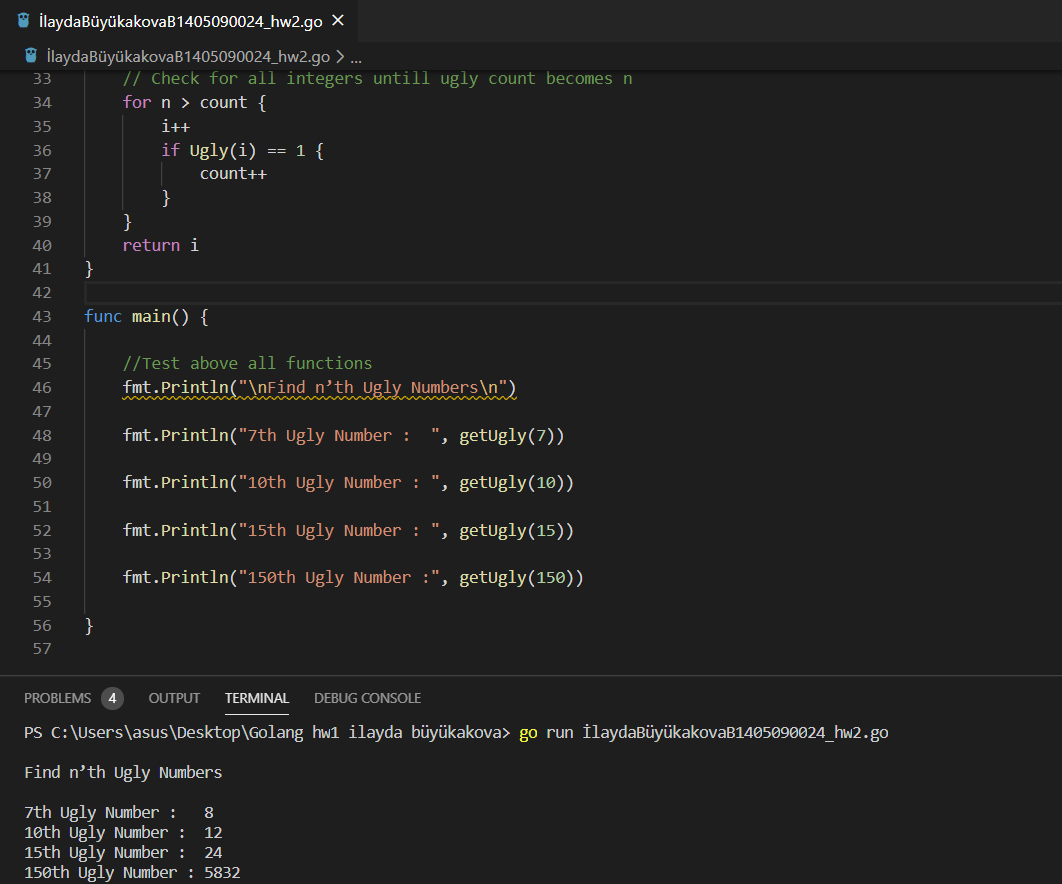 İlaydaBüyükakovaB1405090024_hw2.go ✕
İlaydaBüyükakovaB1405090024_hw2.go > ...
33 // Check for all integers untill ugly count becomes n
34 for n > count {
35 i++
36 if Ugly(i) == 1 {
37 count++
38 }
39 }
40 return i
41 }
42
43 func main() {
44
45 //Test above all functions
46 fmt.Println("\nFind n’th Ugly Numbers\n")
47
48 fmt.Println("7th Ugly Number :  ", getUgly(7))
49
50 fmt.Println("10th Ugly Number : ", getUgly(10))
51
52 fmt.Println("15th Ugly Number : ", getUgly(15))
53
54 fmt.Println("150th Ugly Number :", getUgly(150))
55
56 }
57
PROBLEMS 4 OUTPUT TERMINAL DEBUG CONSOLE
PS C:\Users\asus\Desktop\Golang hw1 ilayda büyükakova> go run İlaydaBüyükakovaB1405090024_hw2.go
Find n’th Ugly Numbers
7th Ugly Number :   8
10th Ugly Number :  12
15th Ugly Number :  24
150th Ugly Number : 5832